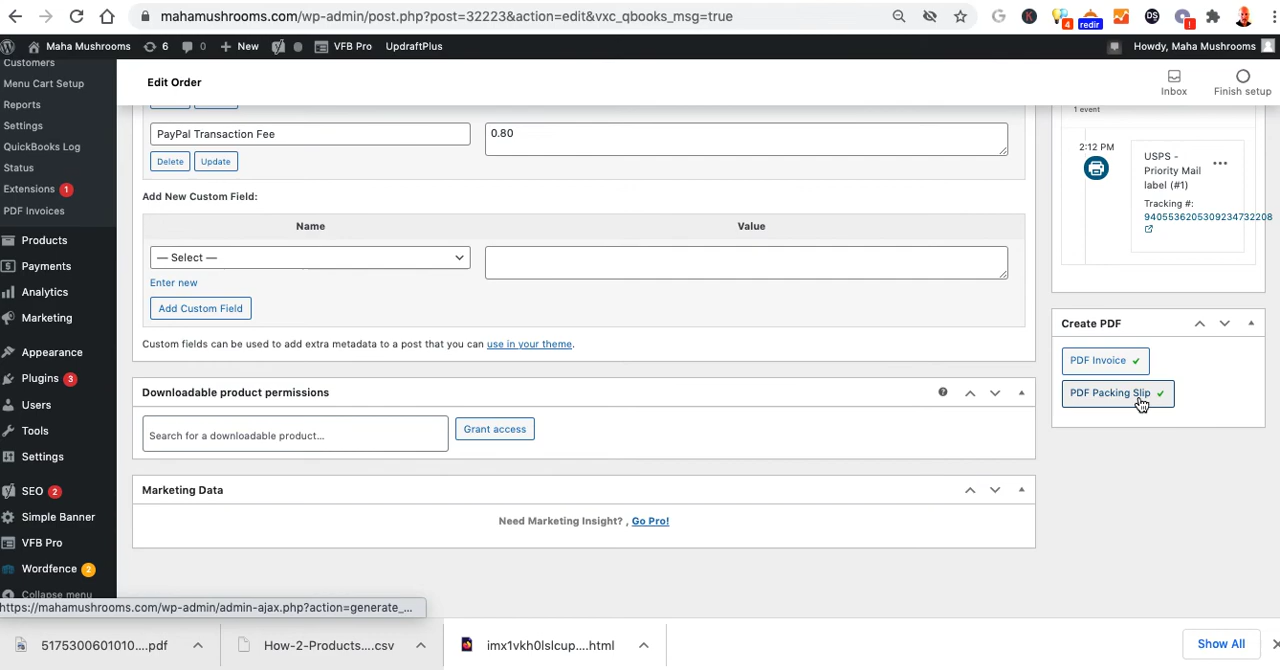 mahamushrooms.com/wp-admin/post.php?post=32223&action=edit&vxc_qbooks_msg=true
4
redir
DS
!
Maha Mushrooms
6
0
New
VFB Pro
UpdraftPlus
Howdy, Maha Mushrooms
Customers
Menu Cart Setup
Reports
Settings
QuickBooks Log
Status
Extensions 1
PDF Invoices
Products
Payments
Analytics
Marketing
Appearance
Plugins 3
Users
Tools
Settings
SEO 2
Simple Banner
VFB Pro
Wordfence 2
Collapse menu
Edit Order
Inbox
Finish setup
PayPal Transaction Fee
0.80
Delete
Update
Add New Custom Field:
Name
Value
— Select —
Enter new
Add Custom Field
Custom fields can be used to add extra metadata to a post that you can use in your theme.
Downloadable product permissions
Search for a downloadable product...
Grant access
Marketing Data
Need Marketing Insight? , Go Pro!
1 event
2:12 PM
USPS -
Priority Mail
label (#1)
Tracking #:
9405536205309234732208
Create PDF
PDF Invoice
PDF Packing Slip
https://mahamushrooms.com/wp-admin/admin-ajax.php?action=generate_...
5175300601010....pdf
How-2-Products....csv
imx1vkh0lslcup....html
Show All